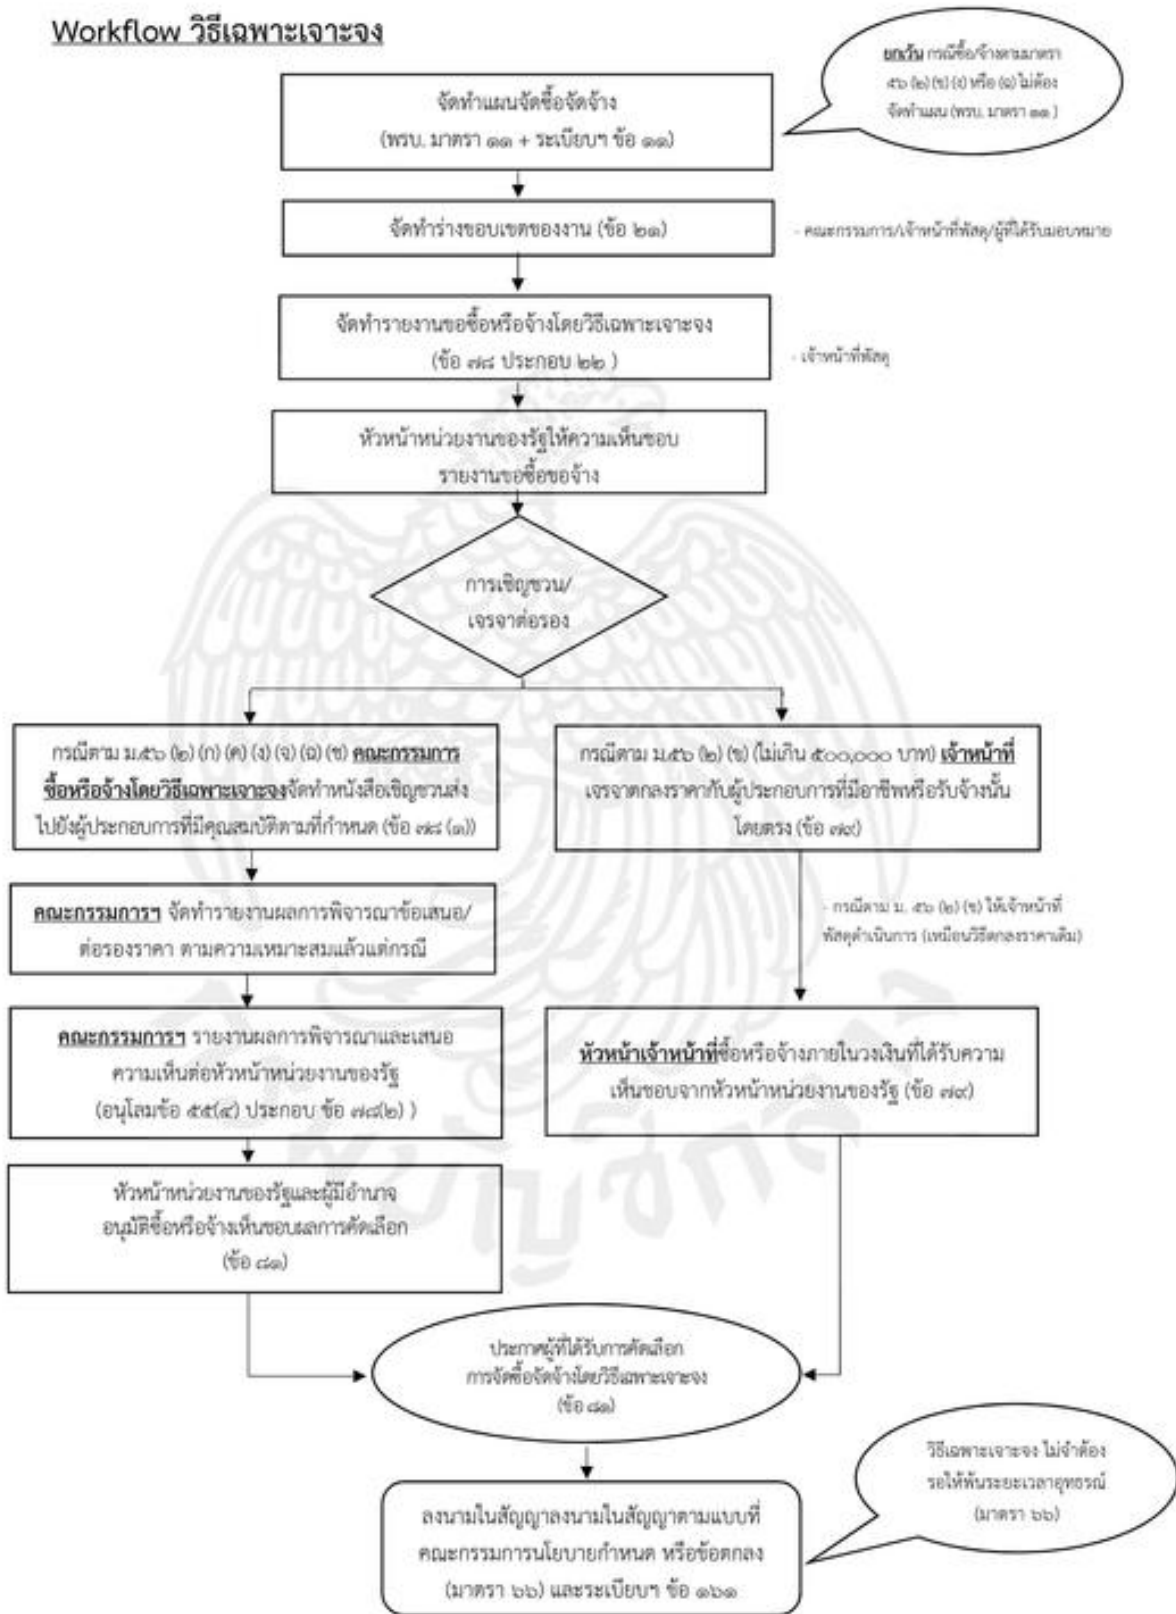 Workflow วิธีเฉพาะเจาะจง
ยกเว้น กรณีซื้อ/จ้างตามมาตรา
๕๖ (๒) (ข) (ง) หรือ (ฉ) ไม่ต้อง
จัดทำแผน (พรบ. มาตรา ๑๑ )
จัดทำแผนจัดซื้อจัดจ้าง
(พรบ. มาตรา ๑๑ + ระเบียบฯ ข้อ ๑๑)
จัดทำร่างขอบเขตของงาน (ข้อ ๒๑)
- คณะกรรมการ/เจ้าหน้าที่พัสดุ/ผู้ที่ได้รับมอบหมาย
จัดทำรายงานขอซื้อหรือจ้างโดยวิธีเฉพาะเจาะจง
(ข้อ ๗๘ ประกอบ ๒๒ )
- เจ้าหน้าที่พัสดุ
หัวหน้าหน่วยงานของรัฐให้ความเห็นชอบ
รายงานขอซื้อขอจ้าง
การเชิญชวน/
เจรจาต่อรอง
กรณีตาม ม.๕๖ (๒) (ก) (ค) (ง) (จ) (ฉ) (ช) คณะกรรมการ
ซื้อหรือจ้างโดยวิธีเฉพาะเจาะจงจัดทำหนังสือเชิญชวนส่ง
ไปยังผู้ประกอบการที่มีคุณสมบัติตามที่กำหนด (ข้อ ๗๘ (๑))
กรณีตาม ม.๕๖ (๒) (ข) (ไม่เกิน ๕๐๐,๐๐๐ บาท) เจ้าหน้าที่
เจรจาตกลงราคากับผู้ประกอบการที่มีอาชีพหรือรับจ้างนั้น
โดยตรง (ข้อ ๗๙)
คณะกรรมการฯ จัดทำรายงานผลการพิจารณาข้อเสนอ/
ต่อรองราคา ตามความเหมาะสมแล้วแต่กรณี
- กรณีตาม ม. ๕๖ (๒) (ข) ให้เจ้าหน้าที่
พัสดุดำเนินการ (เหมือนวิธีตกลงราคาเดิม)
คณะกรรมการฯ รายงานผลการพิจารณาและเสนอ
ความเห็นต่อหัวหน้าหน่วยงานของรัฐ
(อนุโลมข้อ ๕๕(๔) ประกอบ ข้อ ๗๘(๒) )
หัวหน้าเจ้าหน้าที่ซื้อหรือจ้างภายในวงเงินที่ได้รับความ
เห็นชอบจากหัวหน้าหน่วยงานของรัฐ (ข้อ ๗๙)
หัวหน้าหน่วยงานของรัฐและผู้มีอำนาจ
อนุมัติซื้อหรือจ้างเห็นชอบผลการคัดเลือก
(ข้อ ๘๑)
ประกาศผู้ที่ได้รับการคัดเลือก
การจัดซื้อจัดจ้างโดยวิธีเฉพาะเจาะจง
(ข้อ ๘๑)
วิธีเฉพาะเจาะจง ไม่จำต้อง
รอให้พ้นระยะเวลาอุทธรณ์
(มาตรา ๖๖)
ลงนามในสัญญาลงนามในสัญญาตามแบบที่
คณะกรรมการนโยบายกำหนด หรือข้อตกลง
(มาตรา ๖๖) และระเบียบฯ ข้อ ๑๖๑